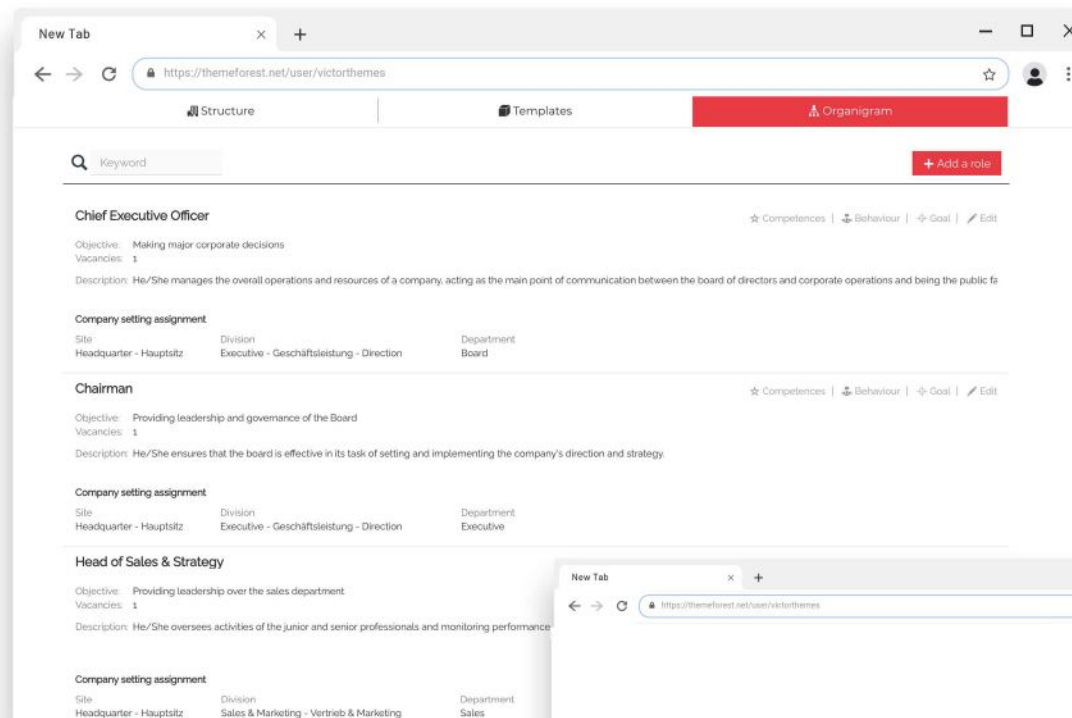 New Tab
https://themeforest.net/user/victorthemes
Structure
Templates
Organigram
Keyword
+ Add a role
Chief Executive Officer
Competences | Behaviour | Goal | Edit
Objective: Making major corporate decisions
Vacancies: 1
Description: He/She manages the overall operations and resources of a company, acting as the main point of communication between the board of directors and corporate operations and being the public fa
Company setting assignment
Site Division Department
Headquarter - Hauptsitz Executive - Geschäftsleistung - Direction Board
Chairman
Competences | Behaviour | Goal | Edit
Objective: Providing leadership and governance of the Board
Vacancies: 1
Description: He/She ensures that the board is effective in its task of setting and implementing the company's direction and strategy.
Company setting assignment
Site Division Department
Headquarter - Hauptsitz Executive - Geschäftsleistung - Direction Executive
Head of Sales & Strategy
Objective: Providing leadership over the sales department
Vacancies: 1
Description: He/She oversees activities of the junior and senior professionals and monitoring performance
Company setting assignment
Site Division Department
Headquarter - Hauptsitz Sales & Marketing - Vertrieb & Marketing Sales
New Tab
https://themeforest.net/user/victorthemes